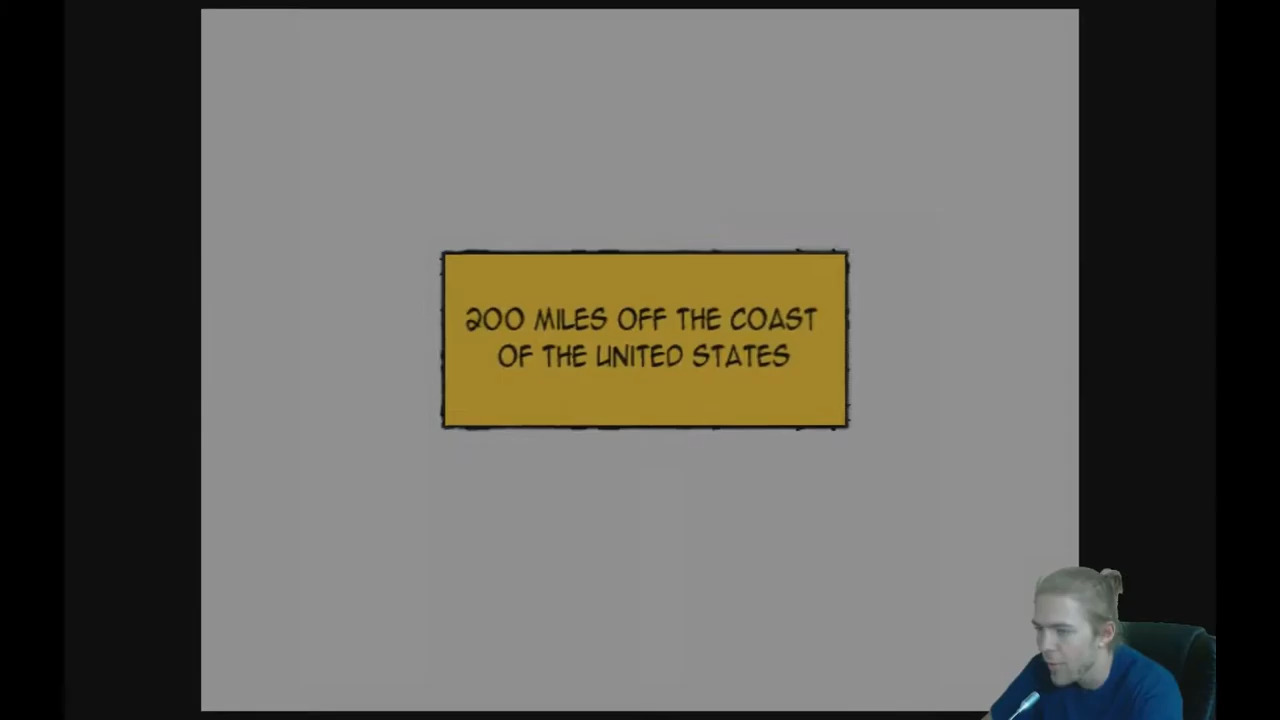 200 MILES OFF THE COAST
OF THE UNITED STATES